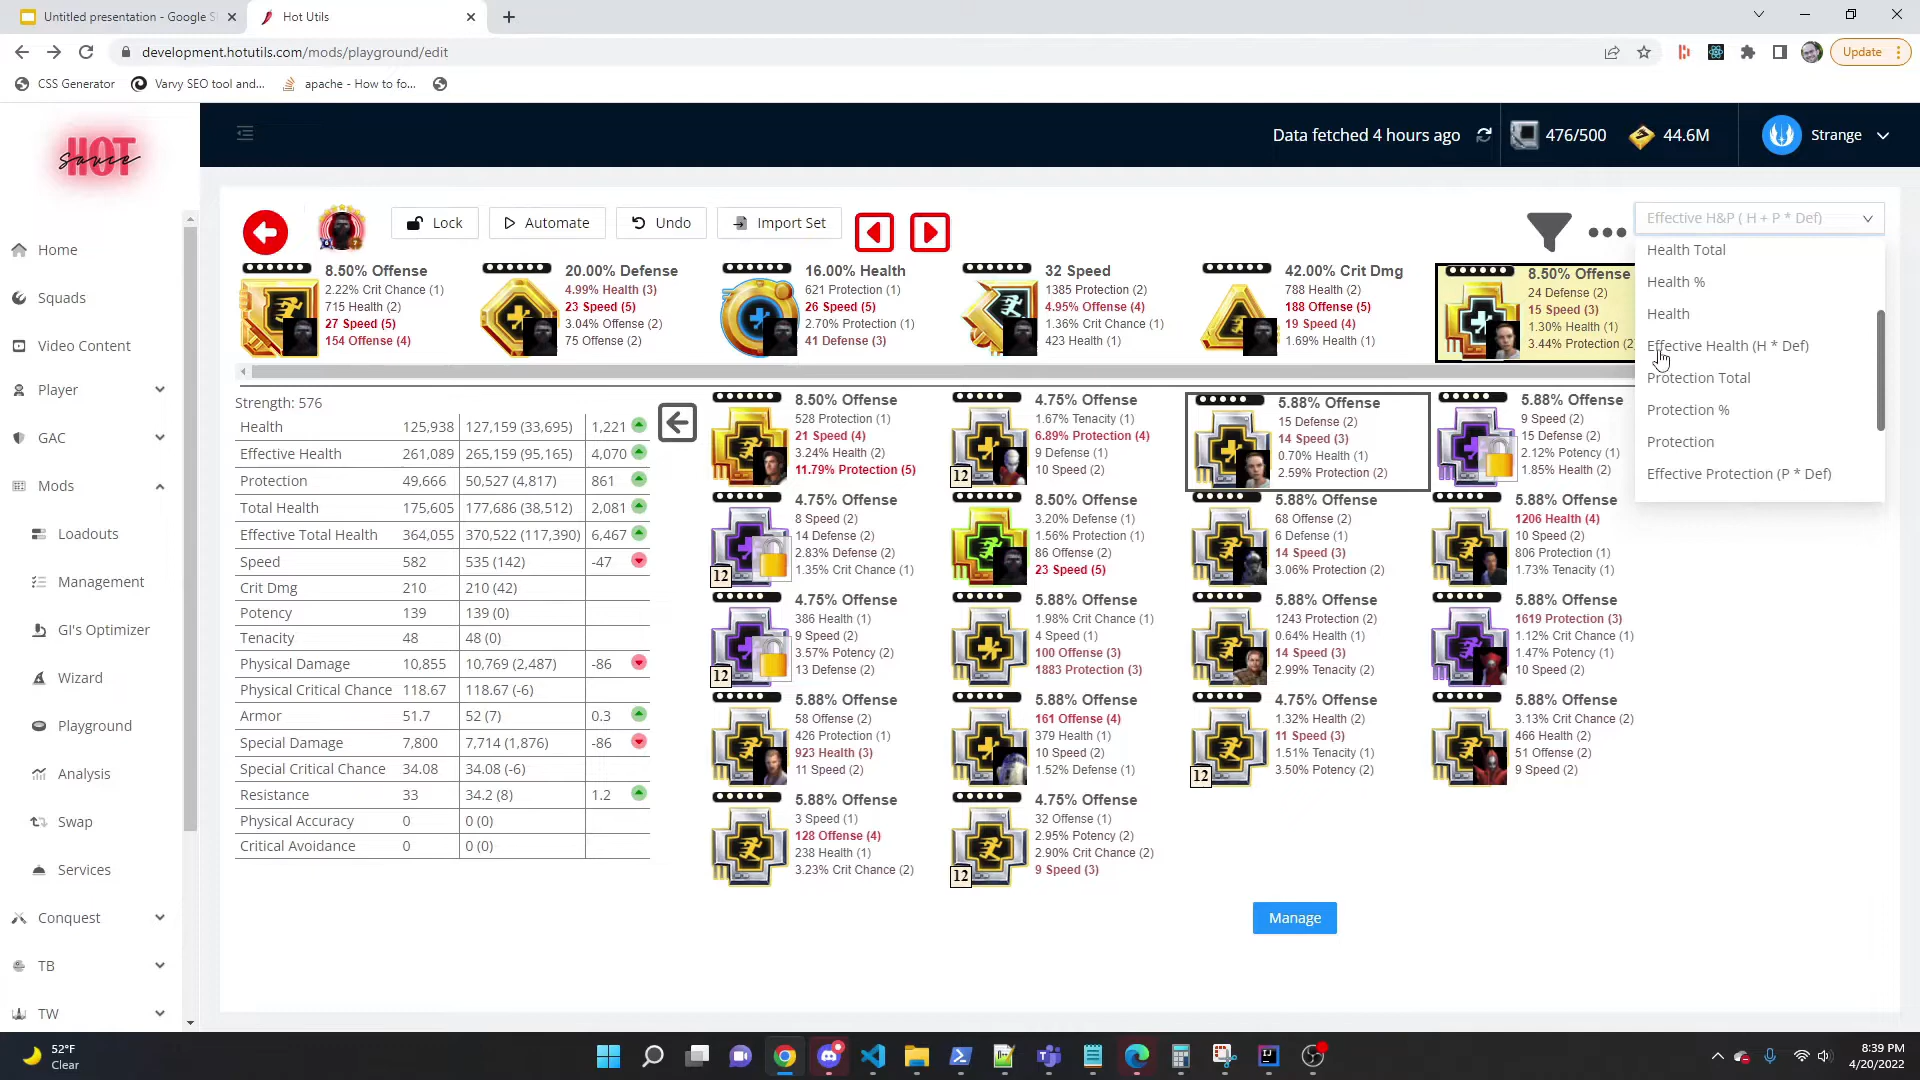 Untitled presentation - Google S
Hot Utils
development.hotutils.com/mods/playground/edit
Update
CSS Generator
Varvy SEO tool and...
apache - How to fo...
HOT
sauce
Data fetched 4 hours ago
476/500
44.6M
Strange
Home
Squads
Video Content
Player
GAC
Mods
Loadouts
Management
GI's Optimizer
Wizard
Playground
Analysis
Swap
Services
Conquest
TB
TW
Lock
Automate
Undo
Import Set
Effective H&P ( H + P * Def)
Health Total
Health %
Health
Effective Health (H * Def)
Protection Total
Protection %
Protection
Effective Protection (P * Def)
8.50% Offense
2.22% Crit Chance (1)
715 Health (2)
27 Speed (5)
154 Offense (4)
20.00% Defense
4.99% Health (3)
23 Speed (5)
3.04% Offense (2)
75 Offense (2)
16.00% Health
621 Protection (1)
26 Speed (5)
2.70% Protection (1)
41 Defense (3)
32 Speed
1385 Protection (2)
4.95% Offense (4)
1.36% Crit Chance (1)
423 Health (1)
42.00% Crit Dmg
788 Health (2)
188 Offense (5)
19 Speed (4)
1.69% Health (1)
8.50% Offense
24 Defense (2)
15 Speed (3)
1.30% Health (1)
3.44% Protection (2
Strength: 576
Health 125,938 127,159 (33,695) 1,221
Effective Health 261,089 265,159 (95,165) 4,070
Protection 49,666 50,527 (4,817) 861
Total Health 175,605 177,686 (38,512) 2,081
Effective Total Health 364,055 370,522 (117,390) 6,467
Speed 582 535 (142) -47
Crit Dmg 210 210 (42)
Potency 139 139 (0)
Tenacity 48 48 (0)
Physical Damage 10,855 10,769 (2,487) -86
Physical Critical Chance 118.67 118.67 (-6)
Armor 51.7 52 (7) 0.3
Special Damage 7,800 7,714 (1,876) -86
Special Critical Chance 34.08 34.08 (-6)
Resistance 33 34.2 (8) 1.2
Physical Accuracy 0 0 (0)
Critical Avoidance 0 0 (0)
8.50% Offense
528 Protection (1)
21 Speed (4)
3.24% Health (2)
11.79% Protection (5)
4.75% Offense
1.67% Tenacity (1)
6.89% Protection (4)
9 Defense (1)
10 Speed (2)
12
5.88% Offense
15 Defense (2)
14 Speed (3)
0.70% Health (1)
2.59% Protection (2)
5.88% Offense
9 Speed (2)
15 Defense (2)
2.12% Potency (1)
1.85% Health (2)
4.75% Offense
8 Speed (2)
14 Defense (2)
2.83% Defense (2)
1.35% Crit Chance (1)
12
8.50% Offense
3.20% Defense (1)
1.56% Protection (1)
86 Offense (2)
23 Speed (5)
5.88% Offense
68 Offense (2)
6 Defense (1)
14 Speed (3)
3.06% Protection (2)
5.88% Offense
1206 Health (4)
10 Speed (2)
806 Protection (1)
1.73% Tenacity (1)
4.75% Offense
386 Health (1)
9 Speed (2)
3.57% Potency (2)
13 Defense (2)
12
5.88% Offense
1.98% Crit Chance (1)
4 Speed (1)
100 Offense (3)
1883 Protection (3)
5.88% Offense
1243 Protection (2)
0.64% Health (1)
14 Speed (3)
2.99% Tenacity (2)
5.88% Offense
1619 Protection (3)
1.12% Crit Chance (1)
1.47% Potency (1)
10 Speed (2)
5.88% Offense
58 Offense (2)
426 Protection (1)
923 Health (3)
11 Speed (2)
5.88% Offense
161 Offense (4)
379 Health (1)
10 Speed (2)
1.52% Defense (1)
4.75% Offense
1.32% Health (2)
11 Speed (3)
1.51% Tenacity (1)
3.50% Potency (2)
12
5.88% Offense
3.13% Crit Chance (2)
466 Health (2)
51 Offense (2)
9 Speed (2)
5.88% Offense
3 Speed (1)
128 Offense (4)
238 Health (1)
3.23% Crit Chance (2)
4.75% Offense
32 Offense (1)
2.95% Potency (2)
2.90% Crit Chance (2)
9 Speed (3)
12
Manage
52°F
Clear
8:39 PM
4/20/2022